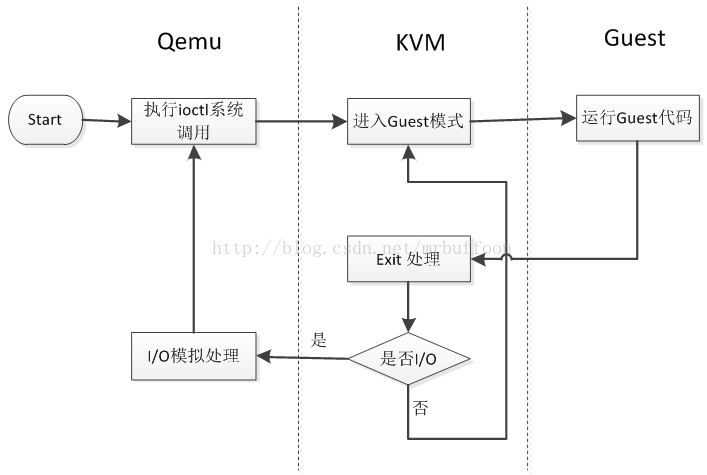 Qemu
KVM
Guest
Start
执行ioctl系统
调用
进入Guest模式
运行Guest代码
http://blog.csdn.net/mrbuffoon
Exit 处理
I/O模拟处理
是
是否I/O
否